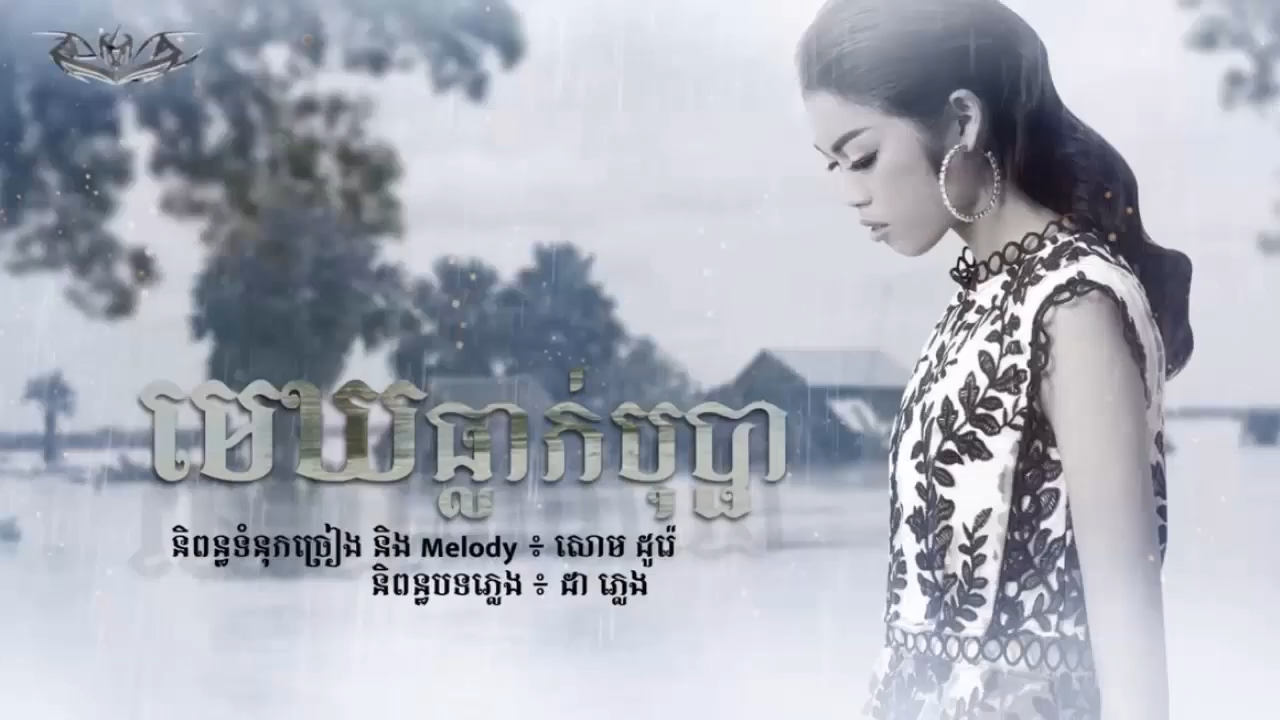 មេឃធ្លាក់បុប្ផា
និពន្ធទំនុកច្រៀង និង Melody ៖ សោម ដូរ៉េ
និពន្ធបទភ្លេង ៖ ដា ភ្លេង